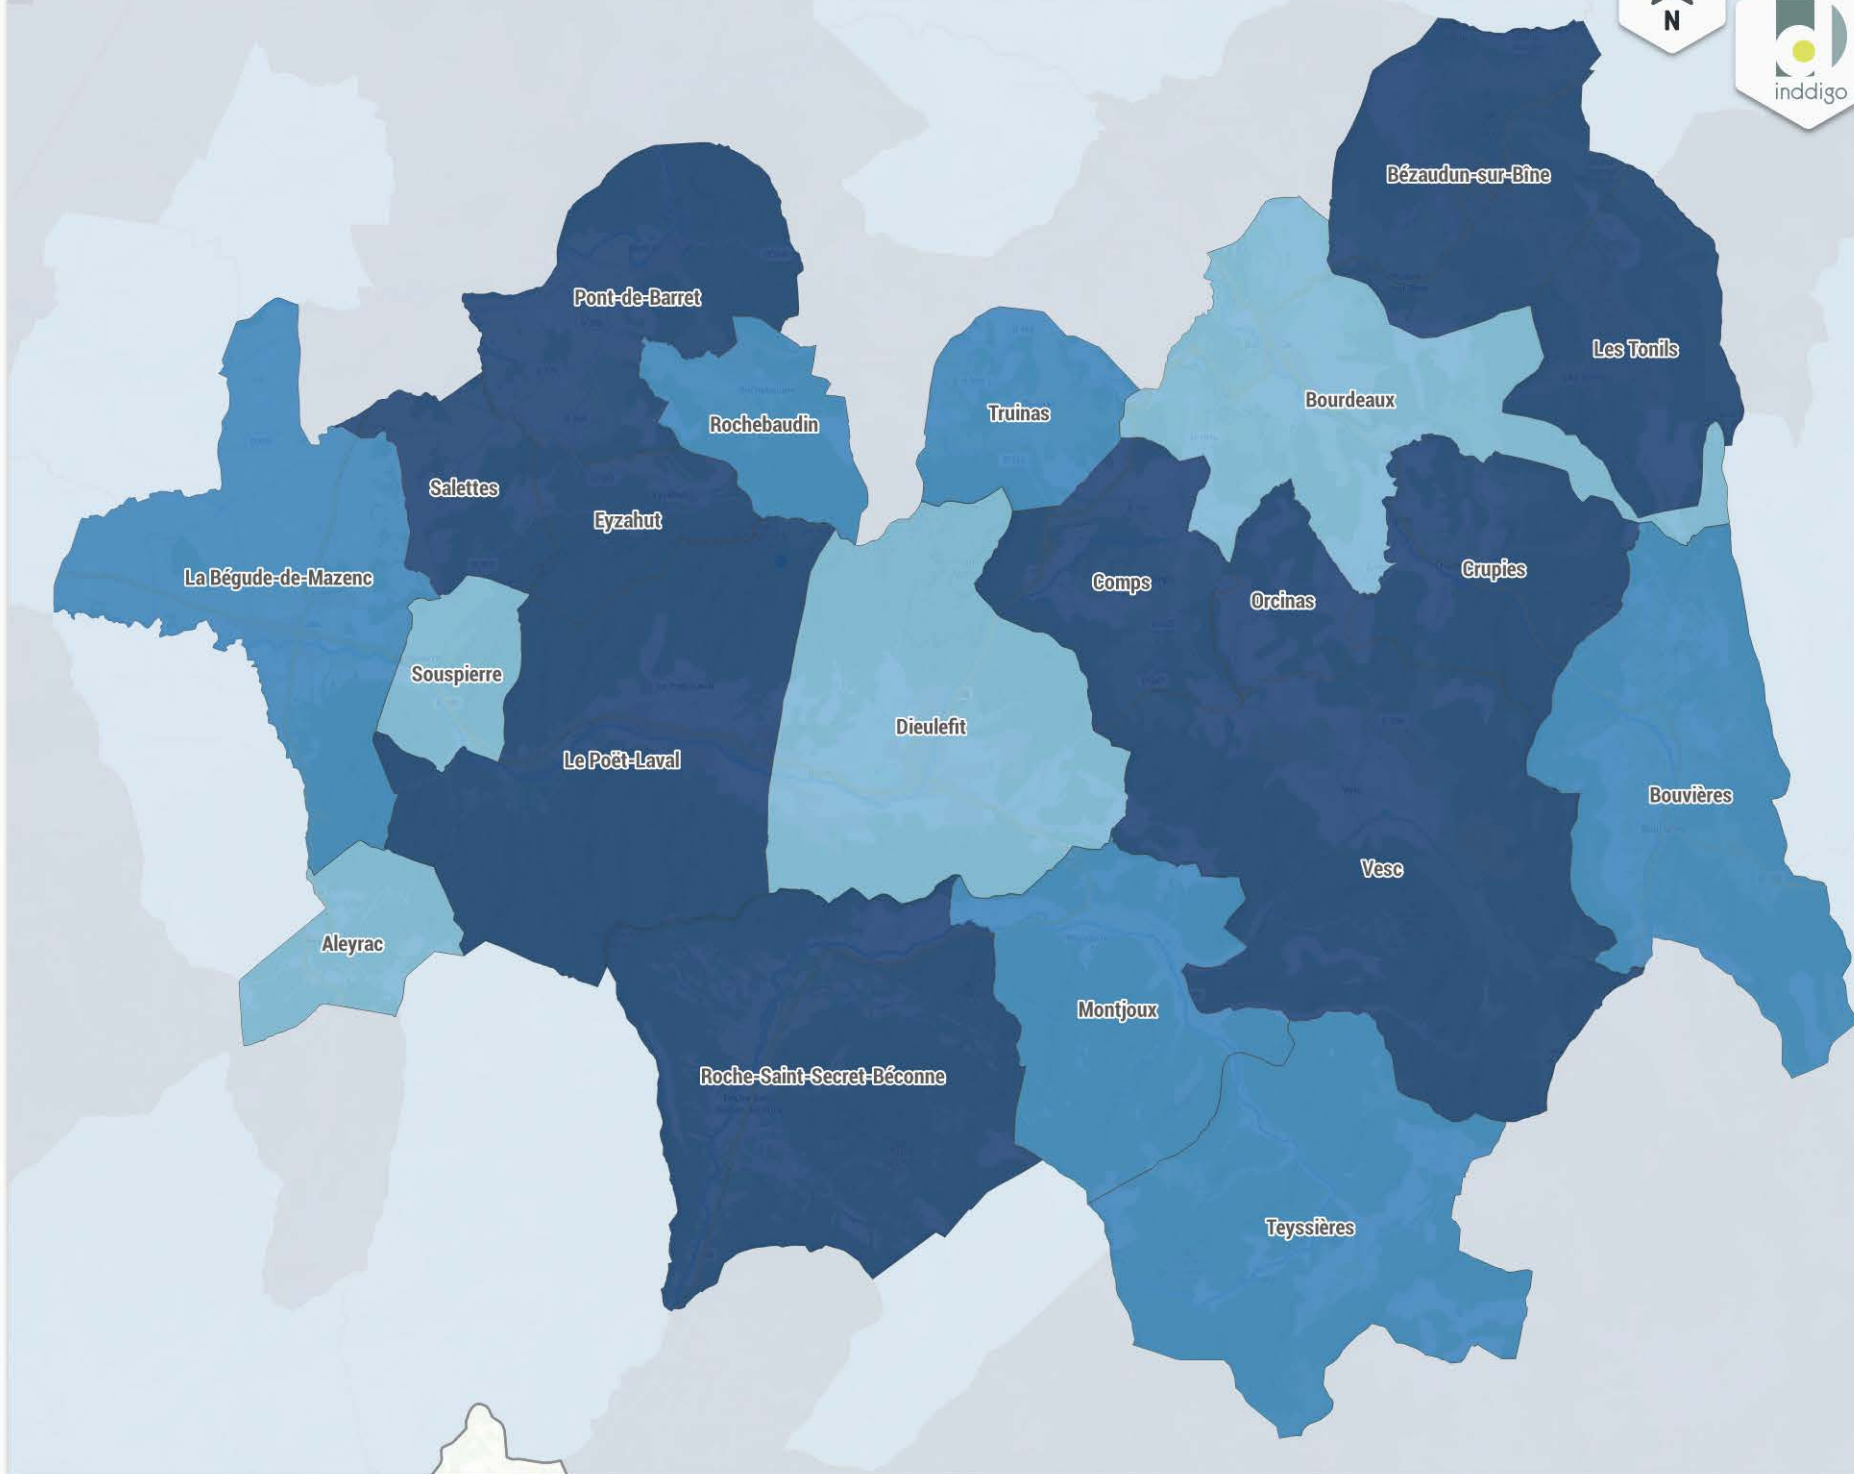 N
inddigo
Bézaudun-sur-Bîne
Pont-de-Barret
Les Tonils
Bourdeaux
Truinas
Rochebaudin
Salettes
Eyzahut
Crupies
La Bégude-de-Mazenc
Comps
Orcinas
Souspierre
Dieulefit
Le Poët-Laval
Bouvières
Vesc
Aleyrac
Montjoux
Roche-Saint-Secret-Béconne
Teyssières